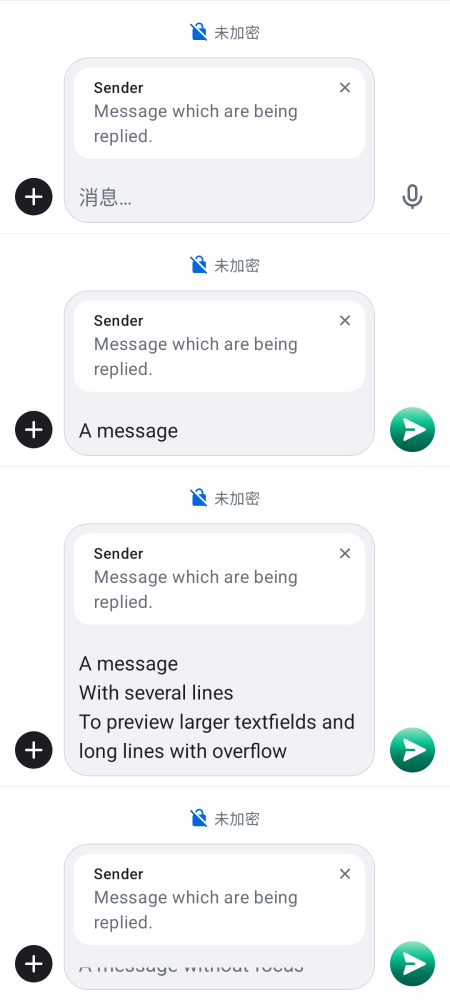 未加密
Sender
Message which are being
replied.
消息…
未加密
Sender
Message which are being
replied.
A message
未加密
Sender
Message which are being
replied.
A message
With several lines
To preview larger textfields and
long lines with overflow
未加密
Sender
Message which are being
replied.
A message without focus